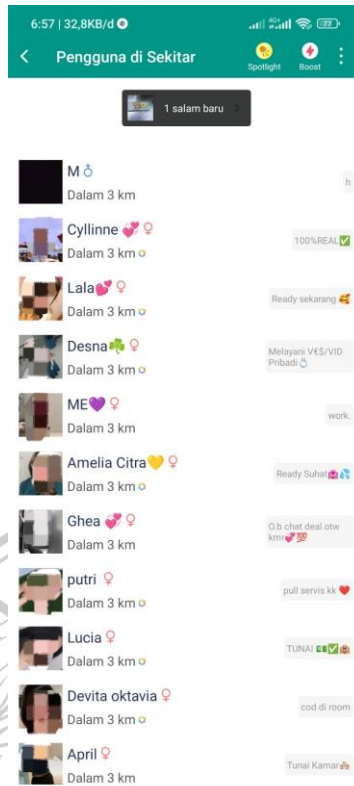 6:57 | 32,8KB/d
4G+
77
Pengguna di Sekitar
Spotlight
Boost
1 salam baru
M
Dalam 3 km
h
Cyllinne 💞 ♀
Dalam 3 km
100%REAL✅
Lala💕 ♀
Dalam 3 km
Ready sekarang 🥰
Desna☘️ ♀
Dalam 3 km
Melayani V€$/VID
Pribadi💍
ME💜 ♀
Dalam 3 km
work.
Amelia Citra💛 ♀
Dalam 3 km
Ready Suhat🏩💦
Ghea 💞 ♀
Dalam 3 km
O.b chat deal otw
kmr💞💯
putri ♀
Dalam 3 km
pull servis kk ❤️
Lucia ♀
Dalam 3 km
TUNAI 💵✅🏩
Devita oktavia ♀
Dalam 3 km
cod di room
April ♀
Dalam 3 km
Tunai Kamar🏘️